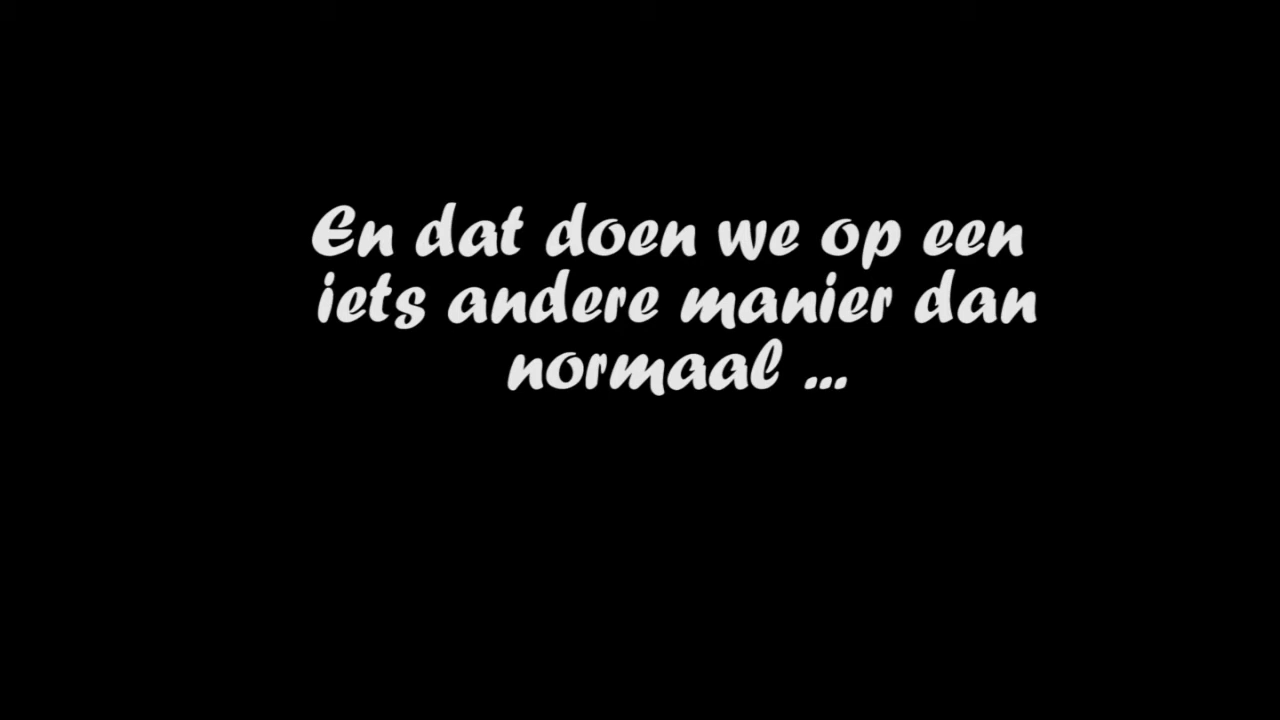 En dat doen we op een
iets andere manier dan
normaal ...